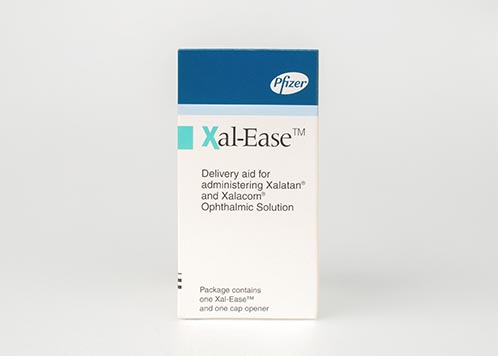 Pfizer
Xal-Ease™
Delivery aid for
administering Xalatan®
and Xalacom®
Ophthalmic Solution
Package contains
one Xal-Ease™
and one cap opener